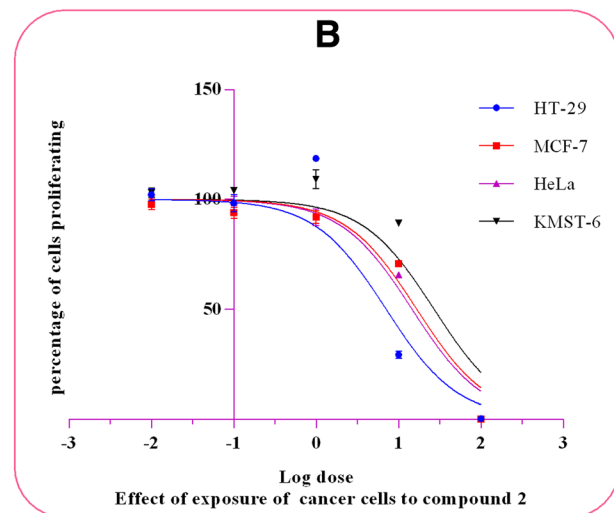 B
150
100
50
-3 -2 -1 0 1 2 3
percentage of cells proliferating
Log dose
Effect of exposure of cancer cells to compound 2
HT-29
MCF-7
HeLa
KMST-6